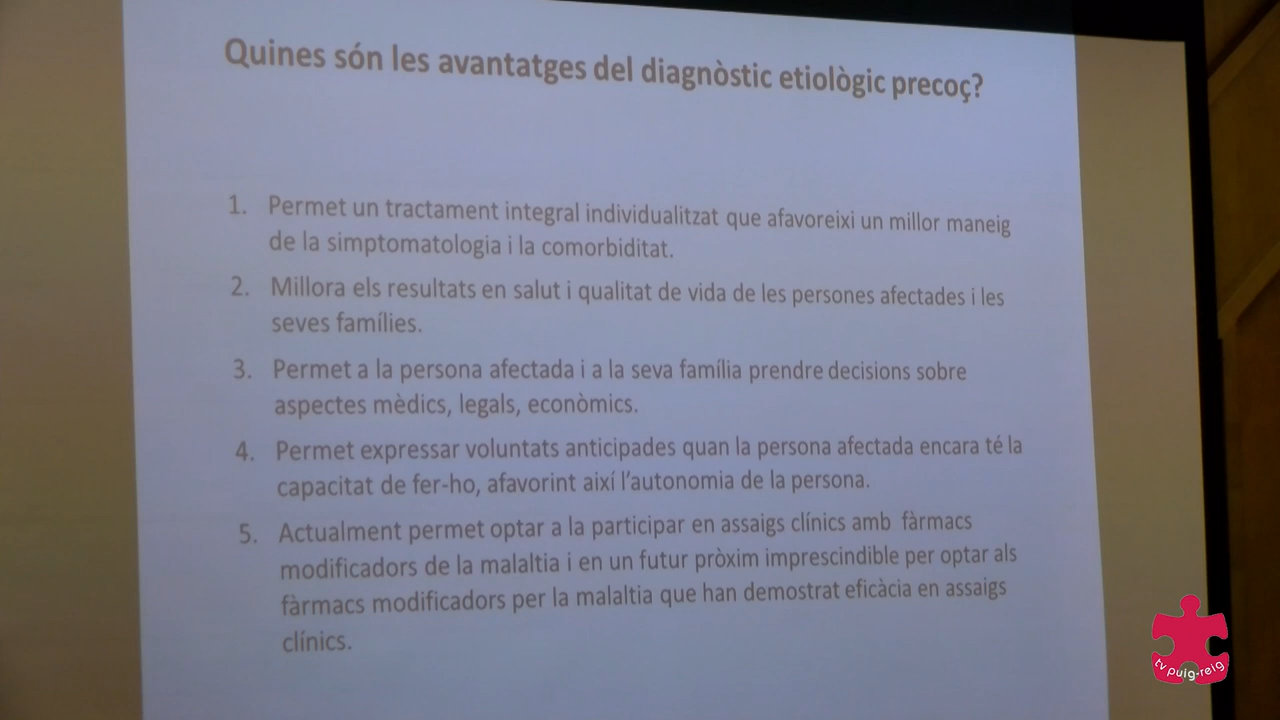 Quines són les avantatges del diagnòstic etiològic precoç?
1. Permet un tractament integral individualitzat que afavoreixi un millor maneig
de la simptomatologia i la comorbiditat.
2. Millora els resultats en salut i qualitat de vida de les persones afectades i les
seves famílies.
3. Permet a la persona afectada i a la seva família prendre decisions sobre
aspectes mèdics, legals, econòmics.
4. Permet expressar voluntats anticipades quan la persona afectada encara té la
capacitat de fer-ho, afavorint així l'autonomia de la persona.
5. Actualment permet optar a la participar en assaigs clínics amb fàrmacs
modificadors de la malaltia i en un futur pròxim imprescindible per optar als
fàrmacs modificadors per la malaltia que han demostrat eficàcia en assaigs
clínics.
tv puig-reig